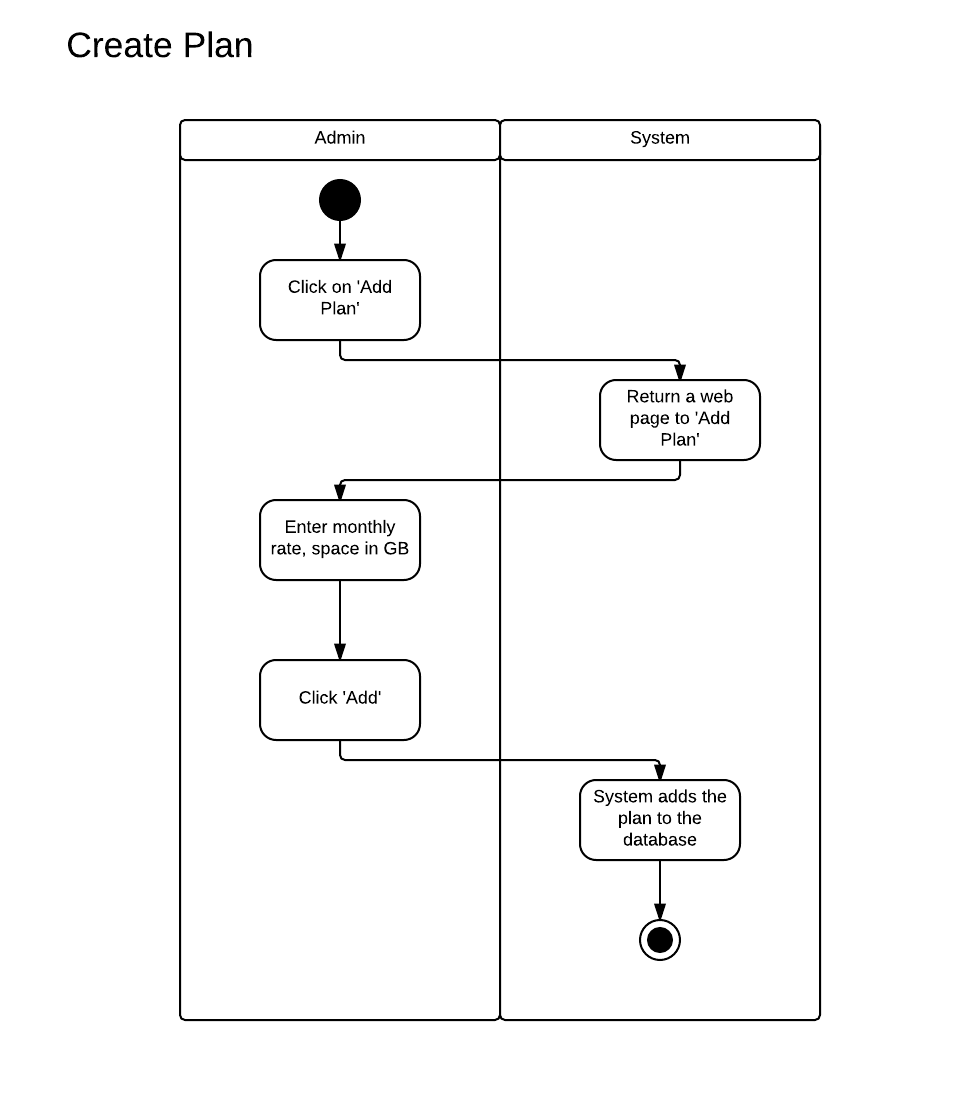 Create Plan
Admin
System
Click on 'Add
Plan'
Return a web
page to 'Add
Plan'
Enter monthly
rate, space in GB
Click 'Add'
System adds the
plan to the
database